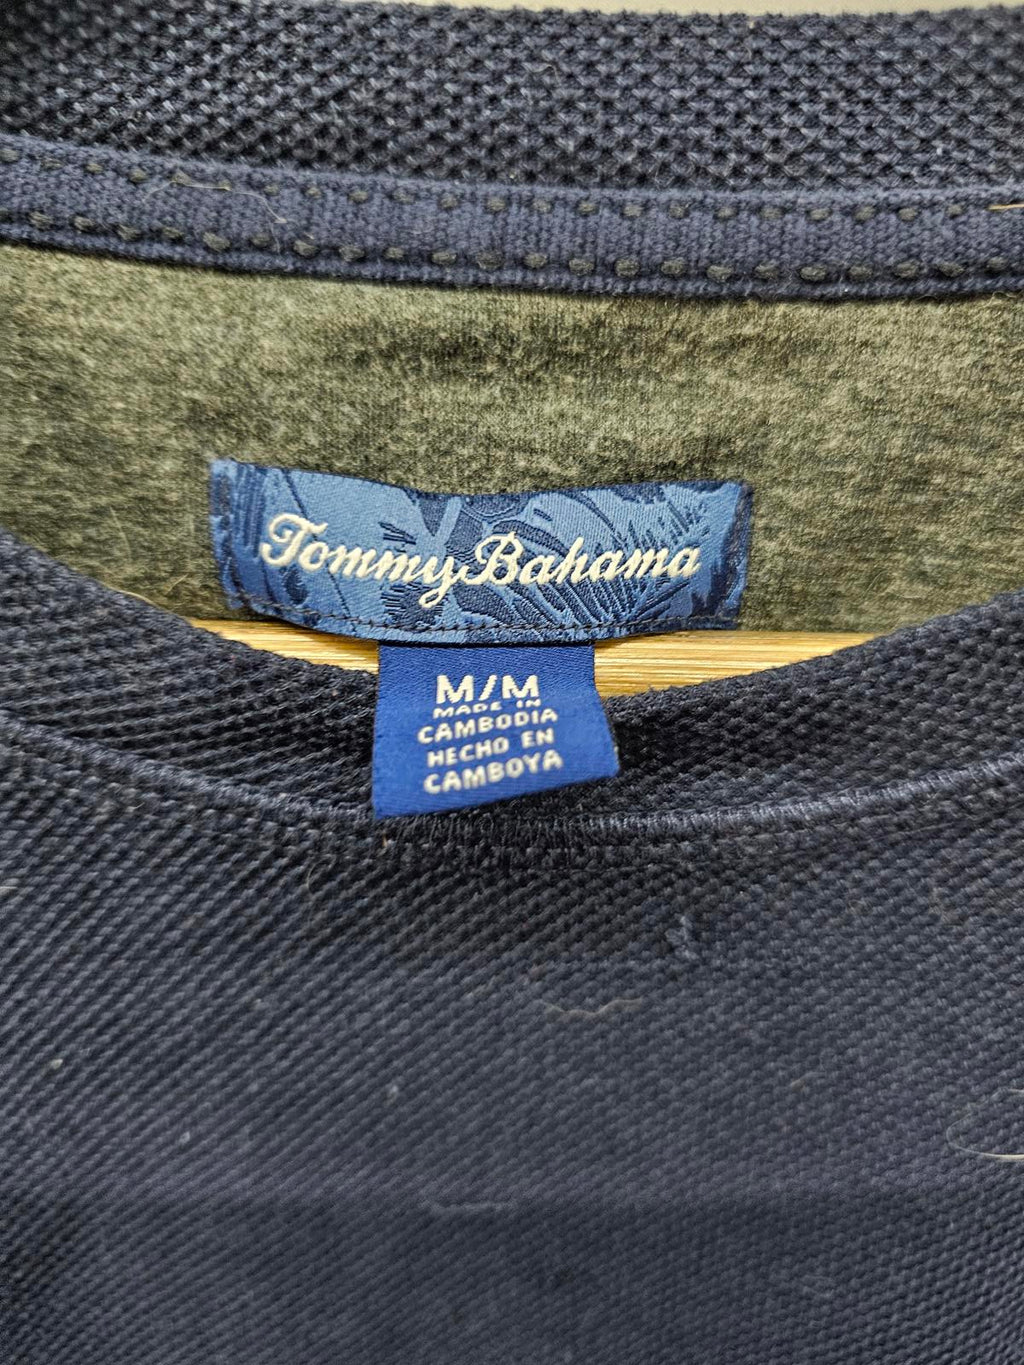 Tommy Bahama
M/M
MADE IN
CAMBODIA
HECHO EN
CAMBOYA